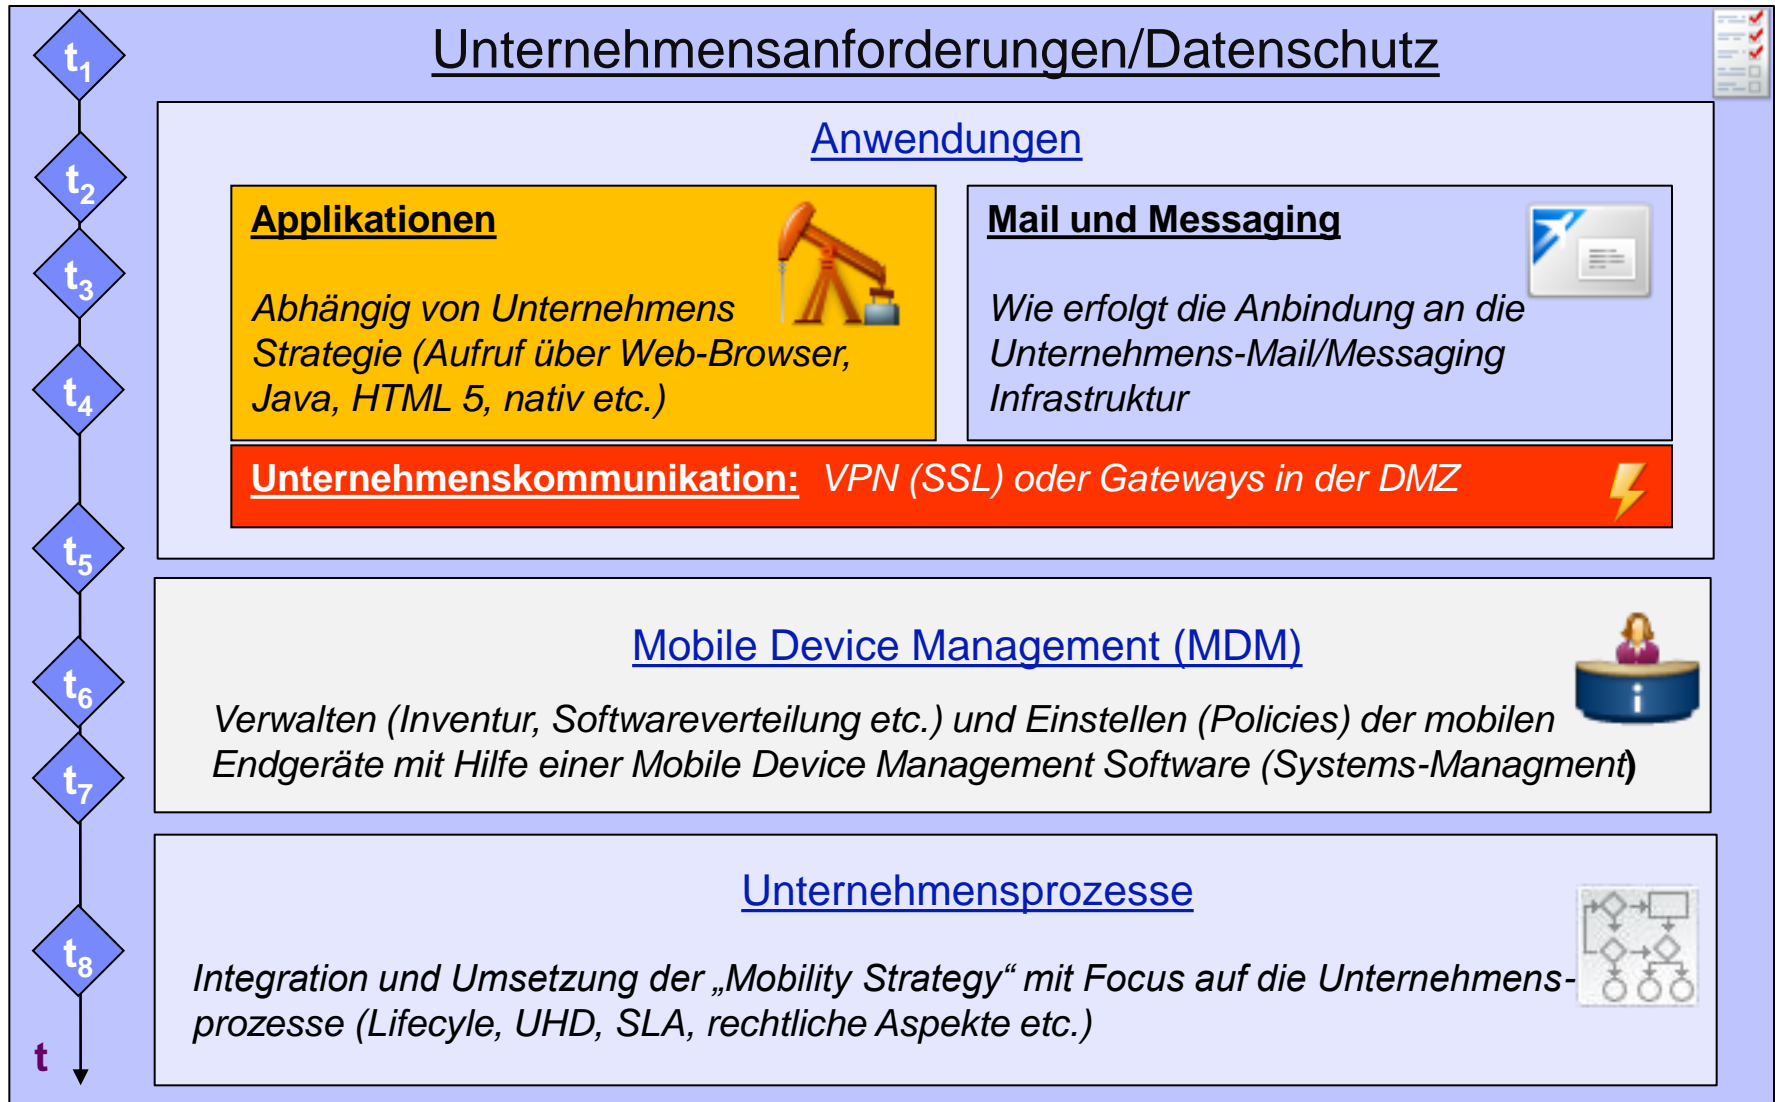 Unternehmensanforderungen/Datenschutz
t1
t2
t3
t4
t5
t6
t7
t8
t
Anwendungen
Applikationen
Abhängig von Unternehmens
Strategie (Aufruf über Web-Browser,
Java, HTML 5, nativ etc.)
Mail und Messaging
Wie erfolgt die Anbindung an die
Unternehmens-Mail/Messaging
Infrastruktur
Unternehmenskommunikation: VPN (SSL) oder Gateways in der DMZ
Mobile Device Management (MDM)
i
Verwalten (Inventur, Softwareverteilung etc.) und Einstellen (Policies) der mobilen
Endgeräte mit Hilfe einer Mobile Device Management Software (Systems-Managment)
Unternehmensprozesse
Integration und Umsetzung der „Mobility Strategy“ mit Focus auf die Unternehmens-
prozesse (Lifecyle, UHD, SLA, rechtliche Aspekte etc.)